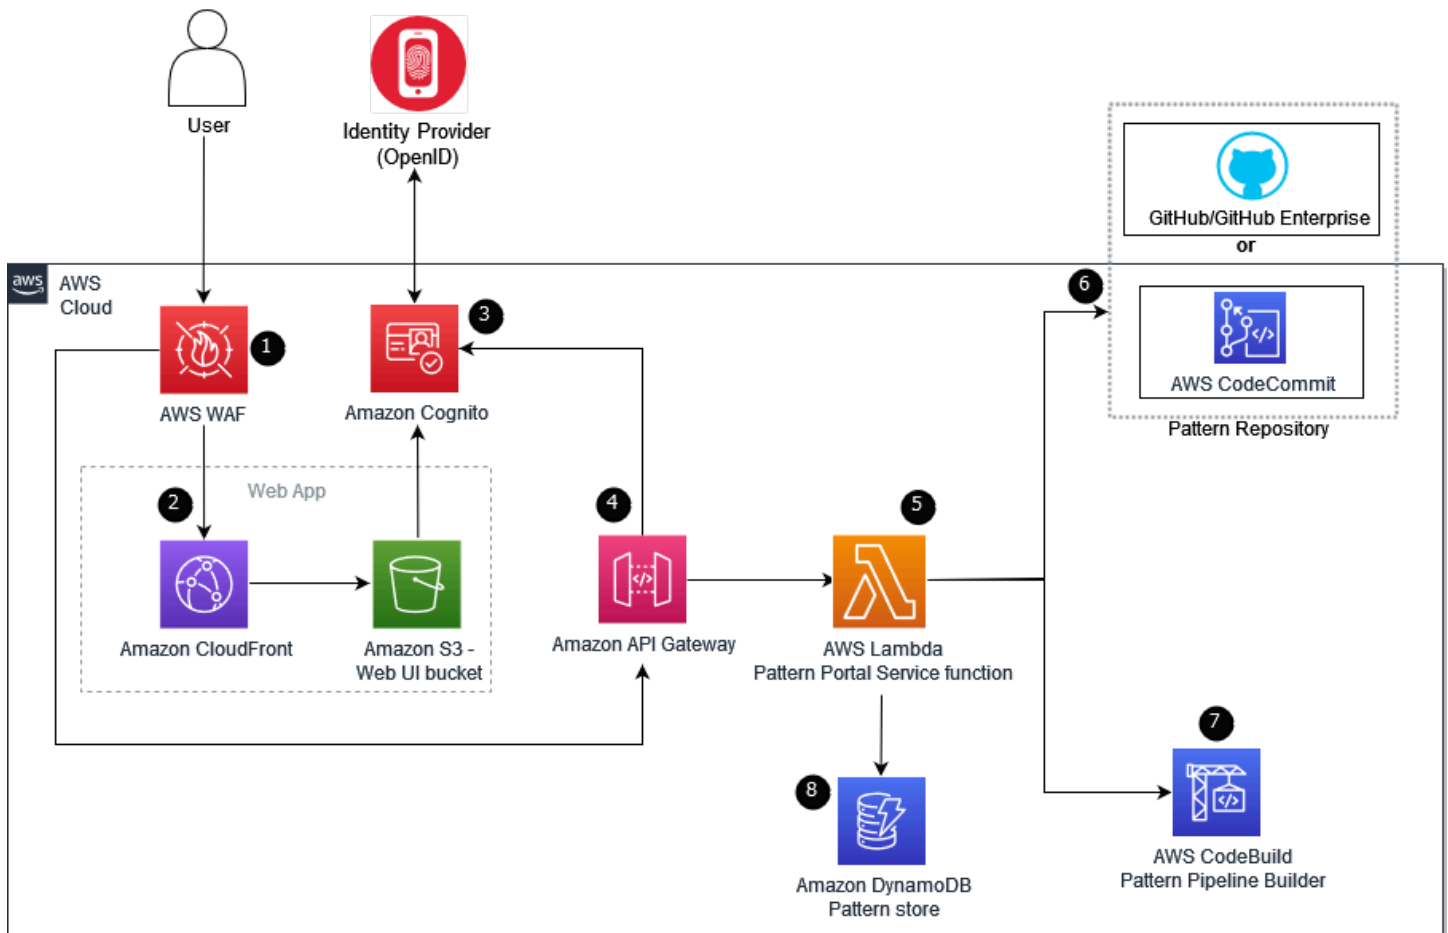 User
Identity Provider
(OpenID)
GitHub/GitHub Enterprise
or
aws
AWS
Cloud
6
1
3
AWS WAF
Amazon Cognito
AWS CodeCommit
Pattern Repository
Web App
2
4
5
Amazon CloudFront
Amazon S3 -
Web UI bucket
Amazon API Gateway
AWS Lambda
Pattern Portal Service function
7
8
AWS CodeBuild
Pattern Pipeline Builder
Amazon DynamoDB
Pattern store